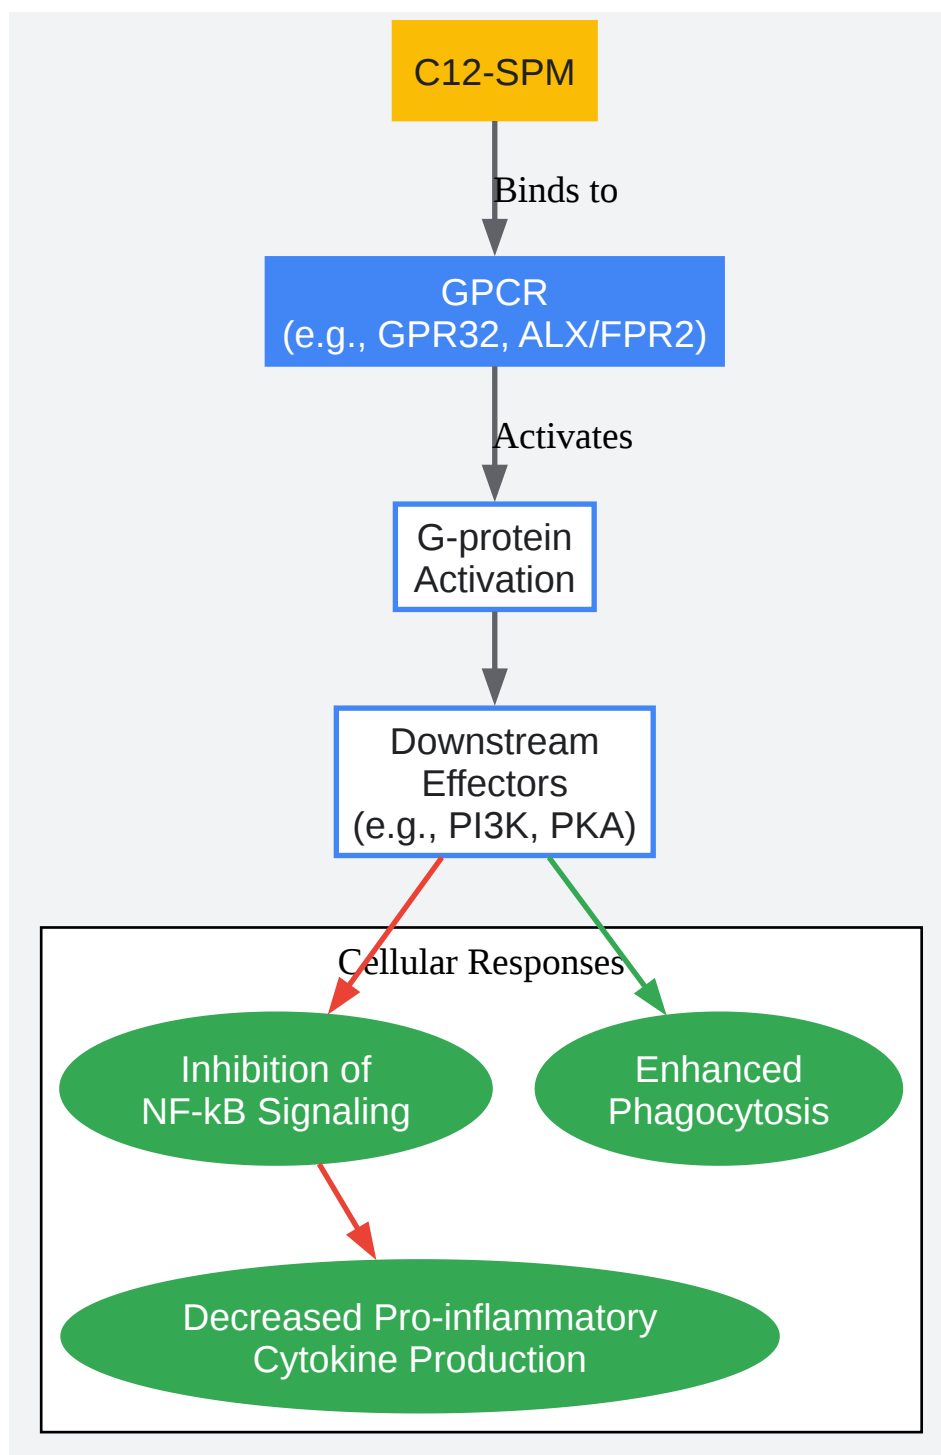 C12-SPM
Binds to
GPCR
(e.g., GPR32, ALX/FPR2)
Activates
G-protein
Activation
Downstream
Effectors
(e.g., PI3K, PKA)
Cellular Responses
Inhibition of
NF-kB Signaling
Enhanced
Phagocytosis
Decreased Pro-inflammatory
Cytokine Production